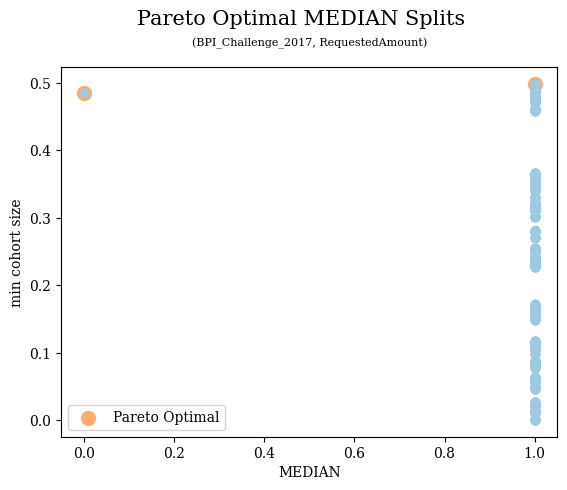 Pareto Optimal MEDIAN Splits
(BPI_Challenge_2017, RequestedAmount)
min cohort size
0.5
0.4
0.3
0.2
0.1
0.0
Pareto Optimal
0.0 0.2 0.4 0.6 0.8 1.0
MEDIAN